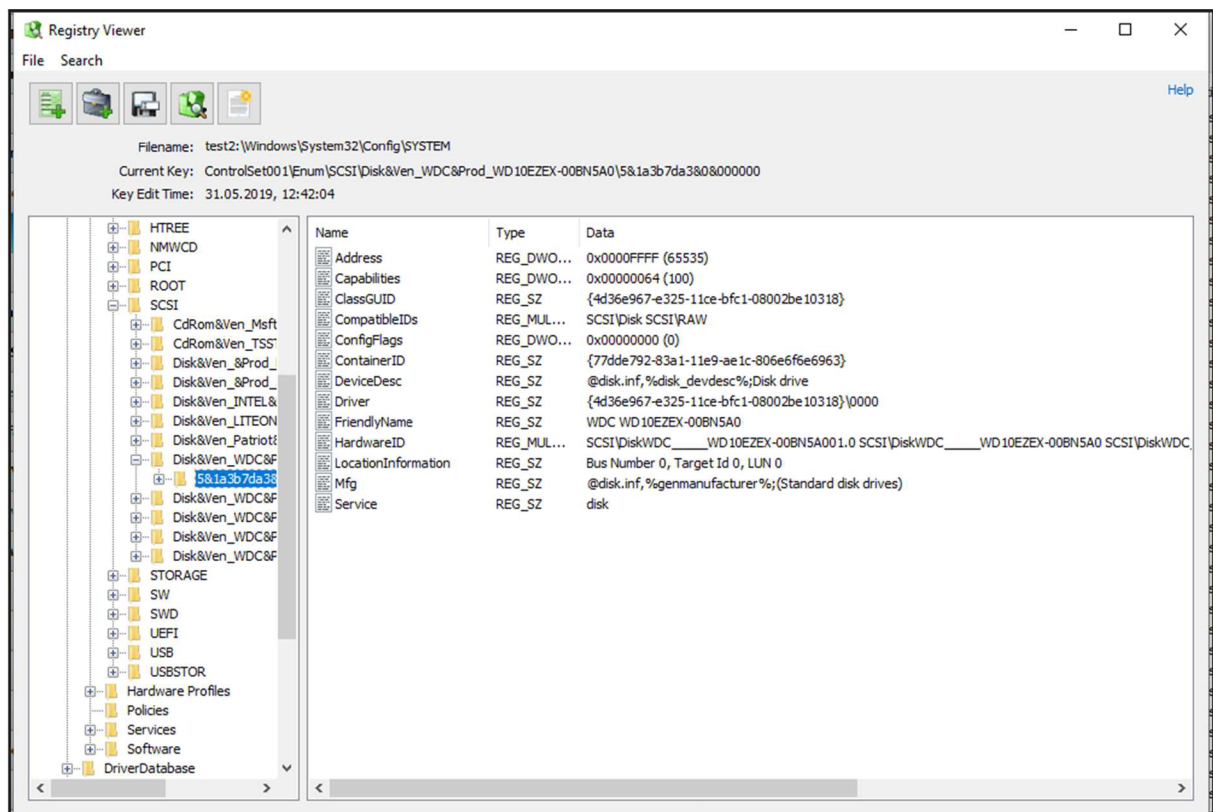 Registry Viewer
File Search
Help
Filename: test2:\Windows\System32\Config\SYSTEM
Current Key: ControlSet001\Enum\SCSI\Disk&Ven_WDC&Prod_WD10EZEX-00BN5A0\5&1a3b7da3&0&000000
Key Edit Time: 31.05.2019, 12:42:04
HTREE
NMWCD
PCI
ROOT
SCSI
CdRom&Ven_Msft
CdRom&Ven_TSST
Disk&Ven_&Prod_
Disk&Ven_&Prod_
Disk&Ven_INTEL&
Disk&Ven_LITEON
Disk&Ven_Patriot&
Disk&Ven_WDC&P
5&1a3b7da3&
Disk&Ven_WDC&P
Disk&Ven_WDC&P
Disk&Ven_WDC&P
Disk&Ven_WDC&P
STORAGE
SW
SWD
UEFI
USB
USBSTOR
Hardware Profiles
Policies
Services
Software
DriverDatabase
Name Type Data
Address REG_DWO... 0x0000FFFF (65535)
Capabilities REG_DWO... 0x00000064 (100)
ClassGUID REG_SZ {4d36e967-e325-11ce-bfc1-08002be10318}
CompatibleIDs REG_MUL... SCSI\Disk SCSI\RAW
ConfigFlags REG_DWO... 0x00000000 (0)
ContainerID REG_SZ {77dde792-83a1-11e9-ae1c-806e6f6e6963}
DeviceDesc REG_SZ @disk.inf,%disk_devdesc%;Disk drive
Driver REG_SZ {4d36e967-e325-11ce-bfc1-08002be10318}\0000
FriendlyName REG_SZ WDC WD10EZEX-00BN5A0
HardwareID REG_MUL... SCSI\DiskWDC_____WD10EZEX-00BN5A001.0 SCSI\DiskWDC_____WD10EZEX-00BN5A0 SCSI\DiskWDC_
LocationInformation REG_SZ Bus Number 0, Target Id 0, LUN 0
Mfg REG_SZ @disk.inf,%genmanufacturer%;(Standard disk drives)
Service REG_SZ disk